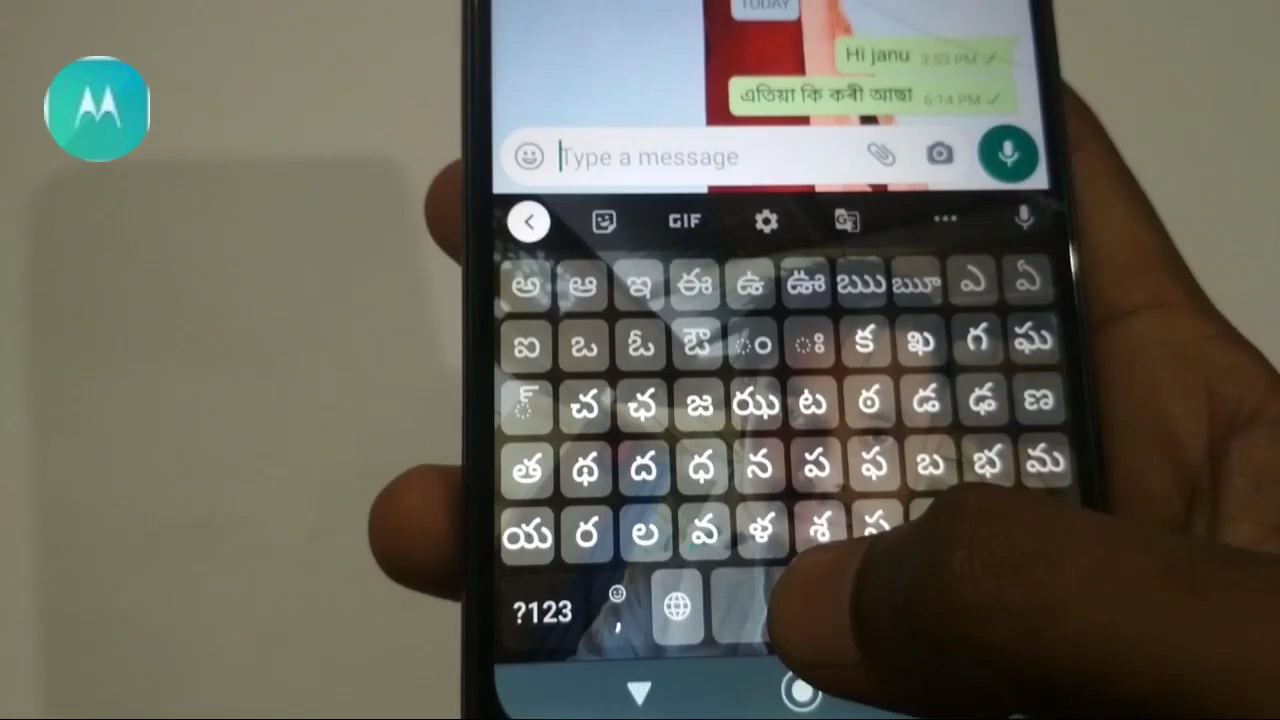 TODAY
Hi janu 3:53 PM
এতিয়া কি কৰী আছা 6:14 PM
Type a message
GIF
అ ఆ ఇ ఈ ఉ ఊ ఋ ౠ ఎ ఏ
ఐ ఒ ఓ ఔ ం ః క ఖ గ ఘ
్ చ ఛ జ ఝ ట ఠ డ ఢ ణ
త థ ద ధ న ప ఫ బ భ మ
య ర ల వ ళ శ
?123 ,